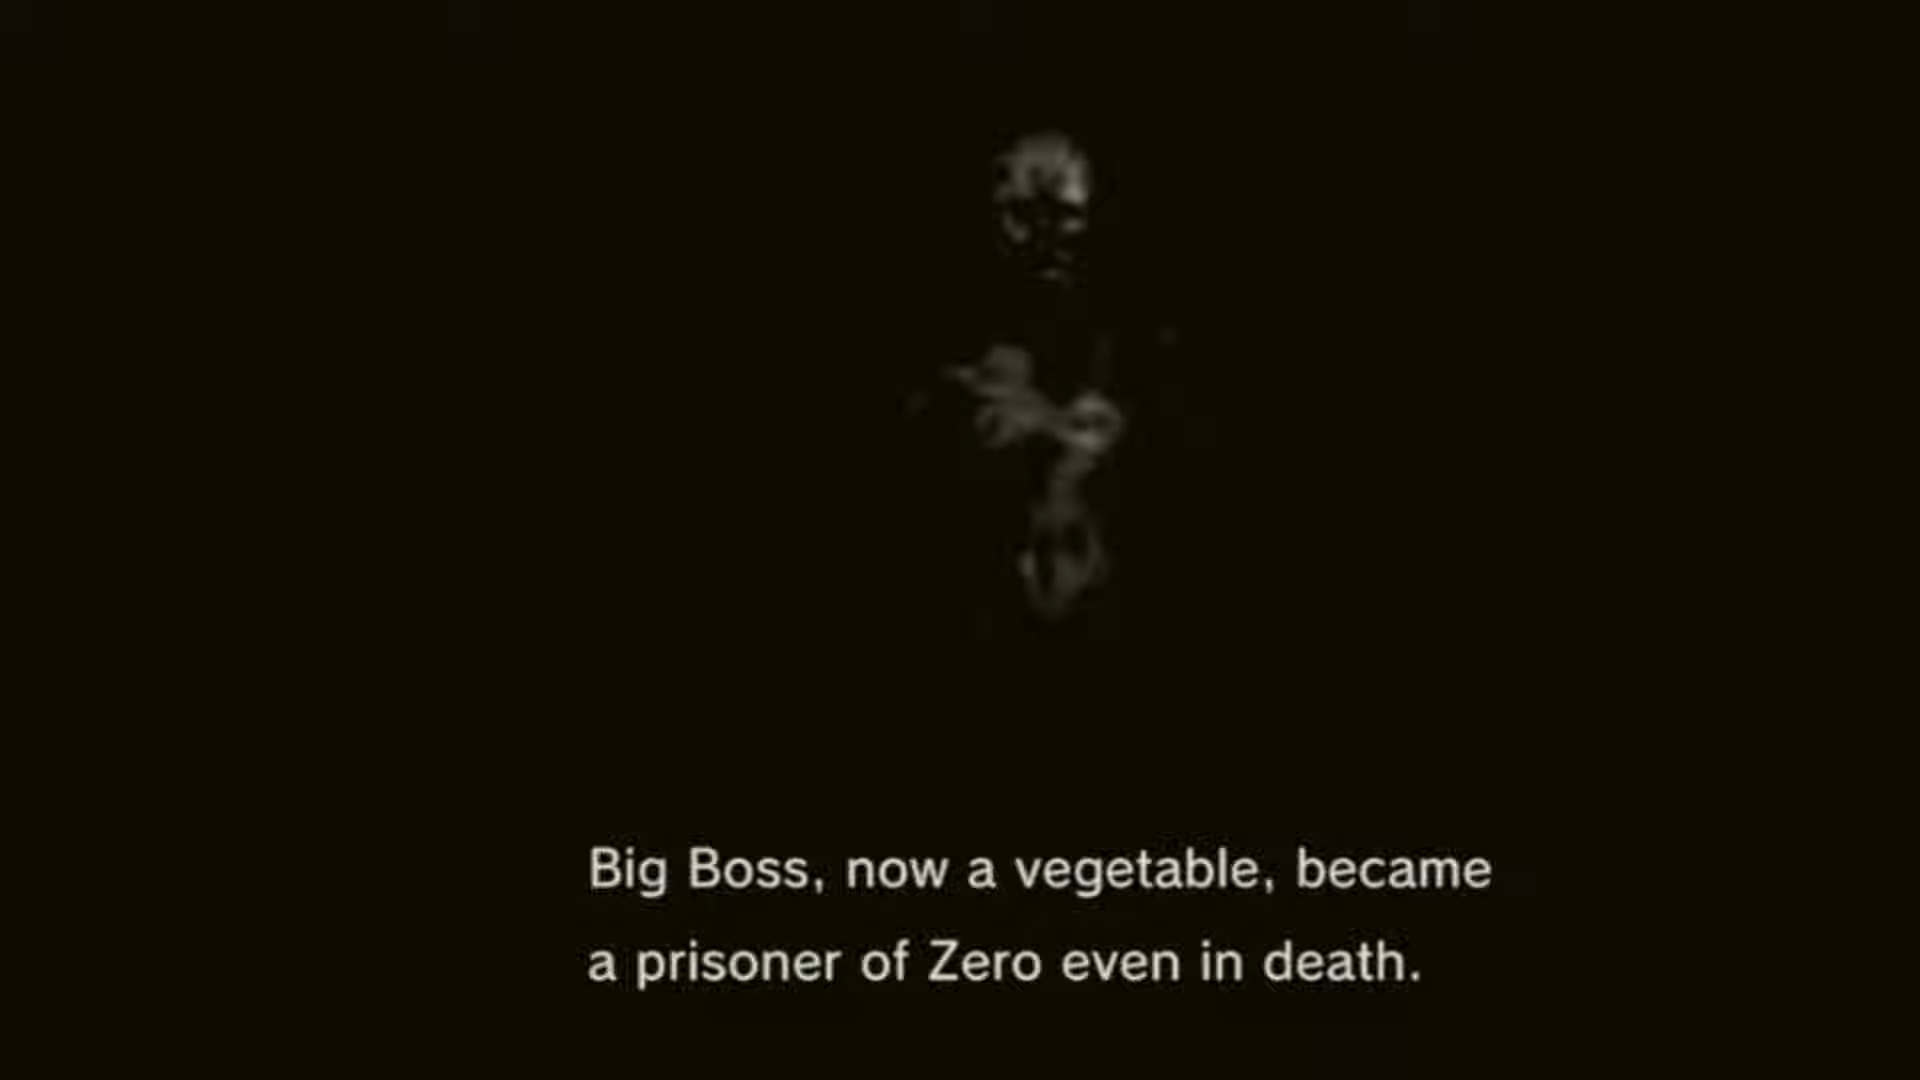 Big Boss, now a vegetable, became
a prisoner of Zero even in death.